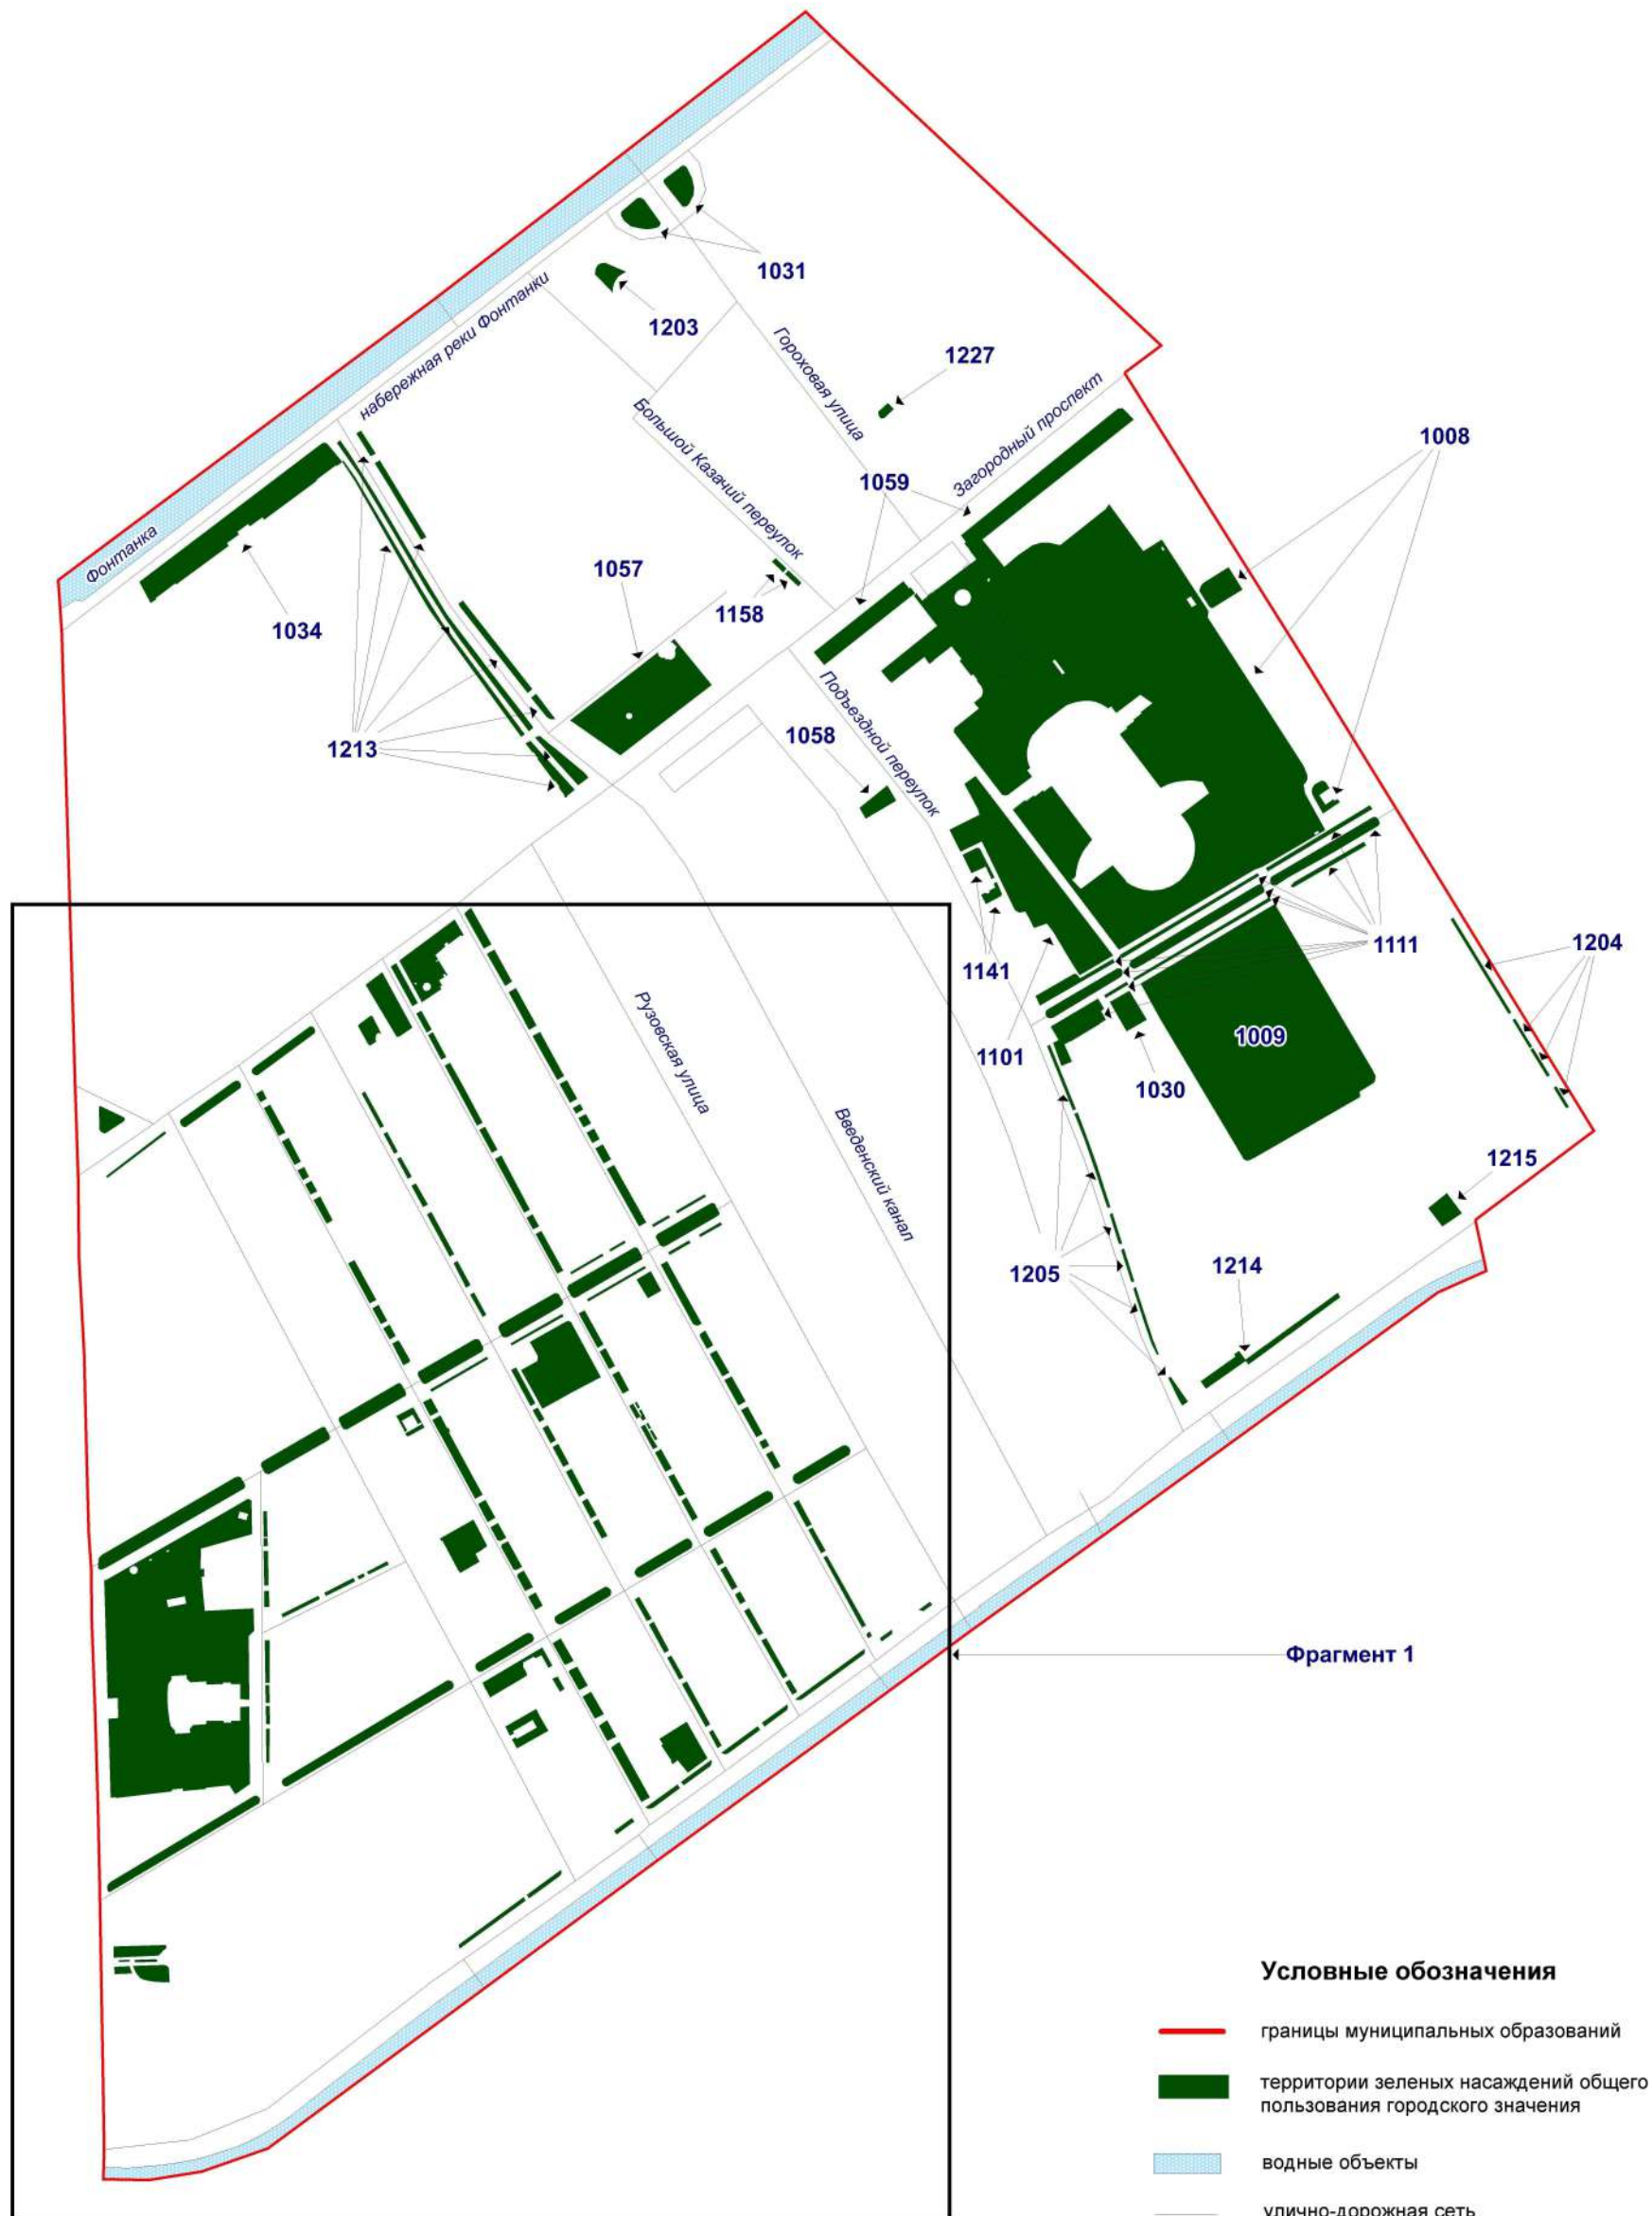 1031
1203
набережная реки Фонтанки
1227
Гороховая улица
Большой Казачий переулок
Загородный проспект
1008
1059
Фонтанка
1057
1158
1034
Подъездной переулок
1058
1213
1111
1204
1141
Рузовская улица
1009
1101
1030
Введенский канал
1215
1205
1214
Фрагмент 1
Условные обозначения
границы муниципальных образований
территории зеленых насаждений общего
пользования городского значения
водные объекты
улично-дорожная сеть